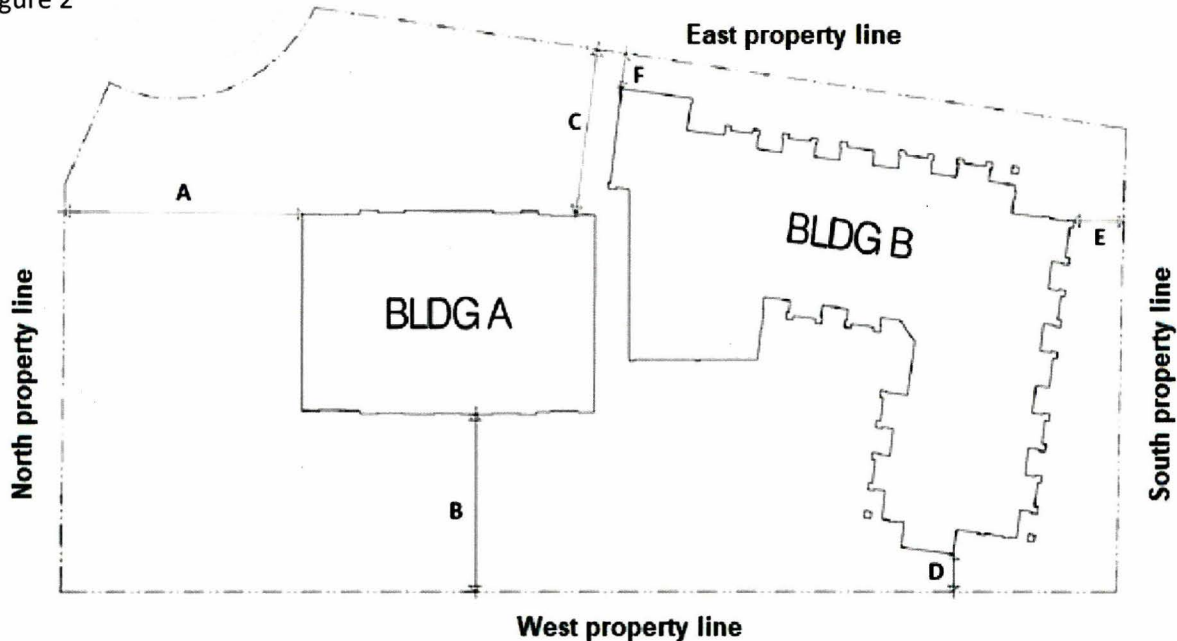 gure 2
East property line
F
C
A
BLDG B
E
BLDG A
North property line
South property line
B
D
West property line